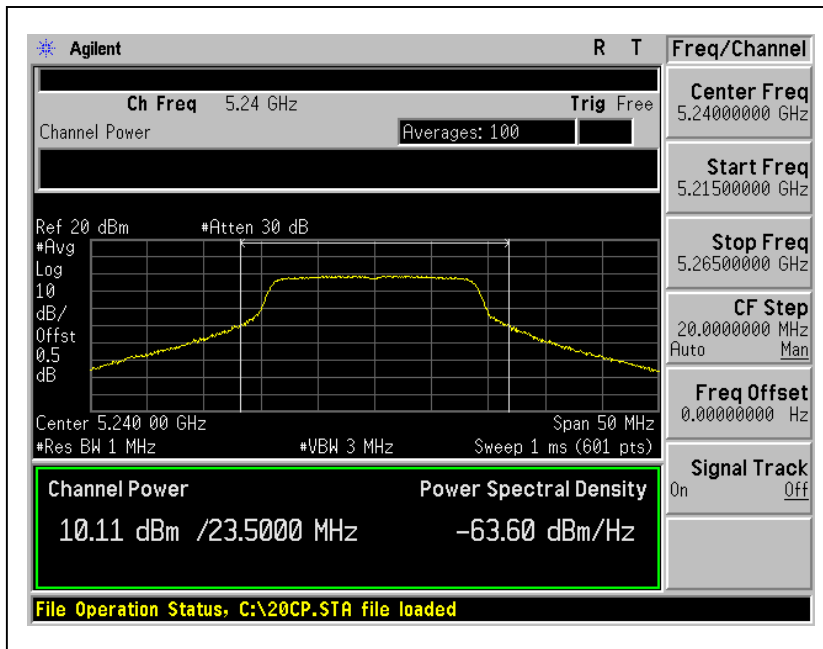 Agilent R T
Freq/Channel
Ch Freq 5.24 GHz Trig Free
Channel Power Averages: 100
Ref 20 dBm #Atten 30 dB
#Avg
Log
10
dB/
Offst
0.5
dB
Center 5.240 00 GHz Span 50 MHz
#Res BW 1 MHz #VBW 3 MHz Sweep 1 ms (601 pts)
Channel Power Power Spectral Density
10.11 dBm /23.5000 MHz -63.60 dBm/Hz
File Operation Status, C:\20CP.STA file loaded
Center Freq
5.24000000 GHz
Start Freq
5.21500000 GHz
Stop Freq
5.26500000 GHz
CF Step
20.0000000 MHz
Auto Man
Freq Offset
0.00000000 Hz
Signal Track
On Off